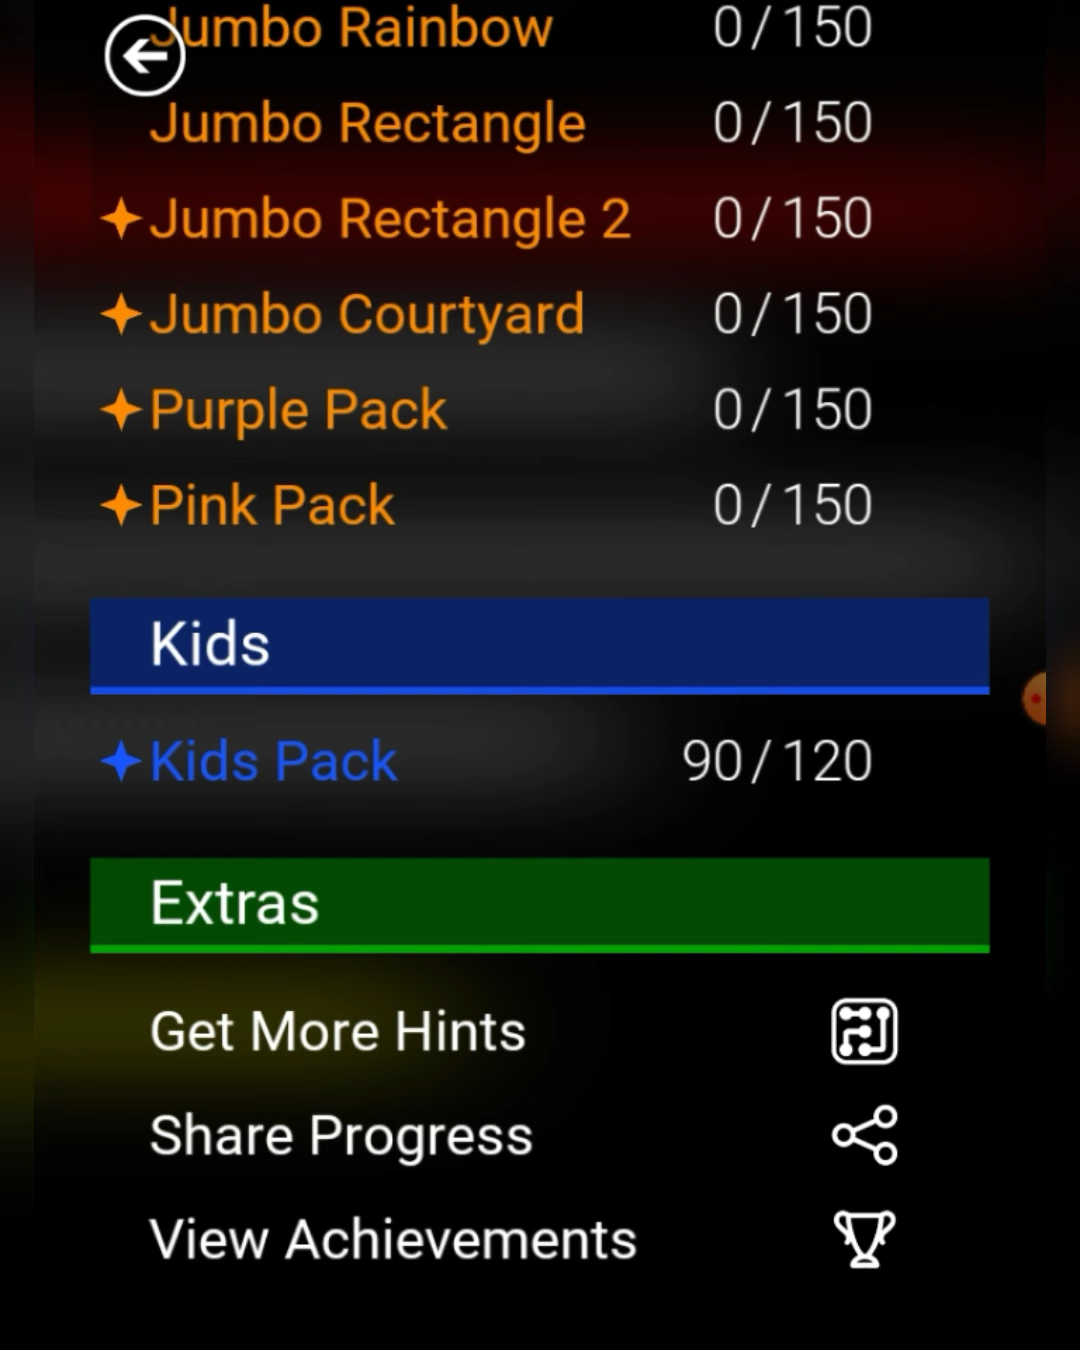 Jumbo Rainbow 0/150
Jumbo Rectangle 0/150
Jumbo Rectangle 2 0/150
Jumbo Courtyard 0/150
Purple Pack 0/150
Pink Pack 0/150
Kids
Kids Pack 90/120
Extras
Get More Hints
Share Progress
View Achievements